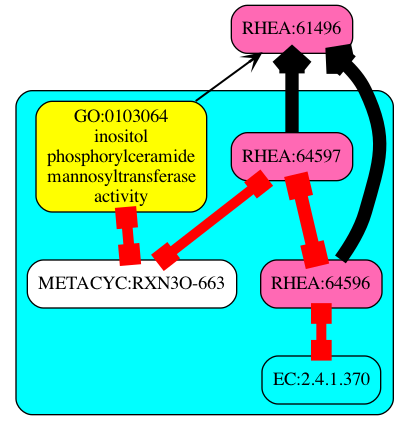 RHEA:61496
GO:0103064
inositol
phosphorylceramide
mannosyltransferase
activity
RHEA:64597
METACYC:RXN3O-663
RHEA:64596
EC:2.4.1.370